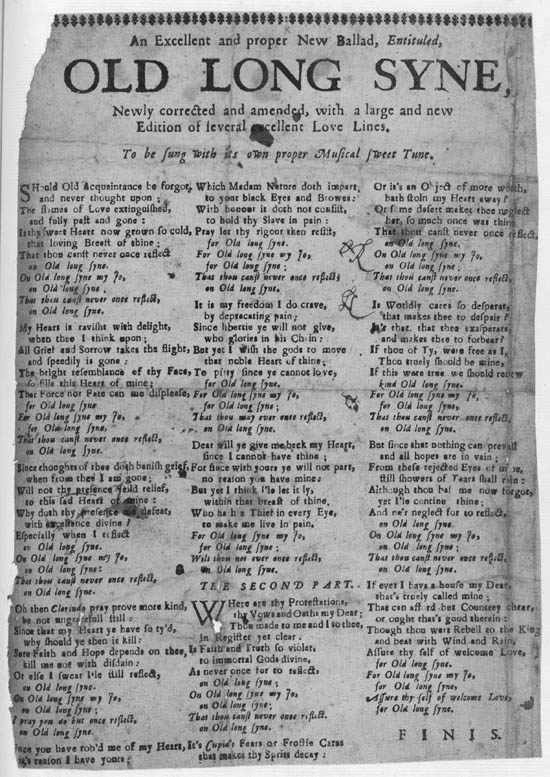 An Excellent and proper New Ballad, Entituled,
OLD LONG SYNE,
Newly corrected and amended, with a large and new
Edition of ſeveral excellent Love Lines.
To be ſung with its own proper Muſical ſweet Tune.
SHould Old Acquaintance be forgot,
and never thought upon;
The flames of Love extinguiſhed,
and fully paſt and gone:
Is thy ſweet Heart now grown ſo cold,
that loving Breaſt of thine;
That thou canſt never once reflect
on Old long ſyne.
On Old long ſyne my Jo,
on Old long ſyne,
That thou canſt never once reflect,
on Old long ſyne.
My Heart is raviſht with delight,
when thee I think upon;
All Grief and Sorrow takes the flight,
and ſpeedily is gone:
The bright reſemblance of thy Face,
ſo fills this Heart of mine;
That Force nor Fate can me diſpleaſe,
for Old long ſyne
For Old long ſyne my Jo,
for Old long ſyne,
That thou canſt never once reflect,
on Old long ſyne.
Since thoughts of thee doth baniſh grief,
when from thee I am gone;
Will not thy preſence yeild relief,
to this ſad Heart of mine:
Why doth thy preſence me defeat,
with excellence divine?
Eſpecially when I reflect
on Old long ſyne.
On Old long ſyne my Jo,
on Old long ſyne:
That thou canſt never once reflect,
on Old long ſyne.
Oh then Clorinda pray prove more kind,
be not ungratefull ſtill:
Since that my Heart ye have ſo ty'd,
why ſhould ye then it kill:
Sure Faith and Hope depends on thee,
kill me not with diſdain:
Or elſe I ſwear I'le ſtill reflect,
on Old long ſyne.
On Old long ſyne my Jo,
on Old long ſyne,
I pray you do but once reflect,
on Old long ſyne.
Since you have rob'd me of my Heart,
it's reaſon I have yours;
Which Madam Nature doth impart,
to your black Eyes and Browes:
With honour it doth not conſiſt,
to hold thy Slave in pain:
Pray let thy rigour then reſiſt,
for Old long ſyne.
For Old long ſyne my Jo,
for Old long ſyne;
That thou canſt never once reflect,
on Old long ſyne.
It is my freedom I do crave,
by deprecating pain;
Since libertie ye will not give,
who glories in his Chain:
But yet I wiſh the gods to move
that noble Heart of thine;
To pitty ſince ye cannot love,
for Old long ſyne.
For Old long ſyne my Jo,
for Old long ſyne;
That thou may ever once reflect,
on Old long ſyne.
Dear will ye give me back my Heart,
ſince I cannot have thine;
For ſince with yours ye will not part,
no reaſon you have mine:
But yet I think I'le let it ly,
within that breaſt of thine,
Who hath a Thief in every Eye,
to make me live in pain.
For Old long ſyne my Jo,
for Old long ſyne;
Wilt thou not ever once reflect,
on Old long ſyne.
THE SECOND PART.
WHere are thy Proteſtations,
thy Vows and Oaths my Dear;
Thou made to me and I to thee,
in Regiſter yet clear.
Is Faith and Truth ſo violet,
to immortal Gods divine,
As never once for to reflect,
on Old long ſyne;
On Old long ſyne my Jo,
on Old long ſyne;
That thou canſt never once reflect.
on Old long ſyne.
It's Cupid's Fears or Froſtie Cares
that makes thy Sprits decay:
Or it's an Object of more worth,
hath ſtoln my Heart away?
Or ſome deſert makes thee neglect
her, ſo much once was thine,
That thou canſt never once reflect,
on Old long ſyne.
On Old long ſyne my Jo,
on Old long ſyne;
That thou canſt never once reflect,
on Old long ſyne.
Is Worldly cares ſo deſperat,
that makes thee to deſpair?
Is't that, that thee exaſperats
and makes thee to forbear?
If thou of Ty, were free as I,
Thou truely ſhould be mine,
If this were true we ſhould renew
kind Old long ſyne.
For Old long ſyne my Jo,
for Old long ſyne;
That thou canſt never once reflect,
on Old long ſyne.
But ſince that nothing can prevail
and all hopes are in vain;
From theſe rejected Eyes of mine,
ſtill ſhowers of Tears ſhall rain:
Although thou haſ me now forgot,
yet I'le contine thine;
And ne'r neglect for to reflect,
on Old long ſyne.
On Old long ſyne my Jo,
on Old long ſyne;
That thou canſt never once reflect,
on Old long ſyne.
If ever I have a houſe my Dear,
that's truely called mine;
That can afford but Countrey chear,
or ought that's good therein:
Though thou wart Rebell to the King
and beat with Wind and Rain,
Aſſure thy ſelf of welcome Love,
for Old long ſyne.
For Old long ſyne my Jo,
for Old long ſyne;
Aſſure thy ſelf of welcome Love,
for Old long ſyne.
FINIS.